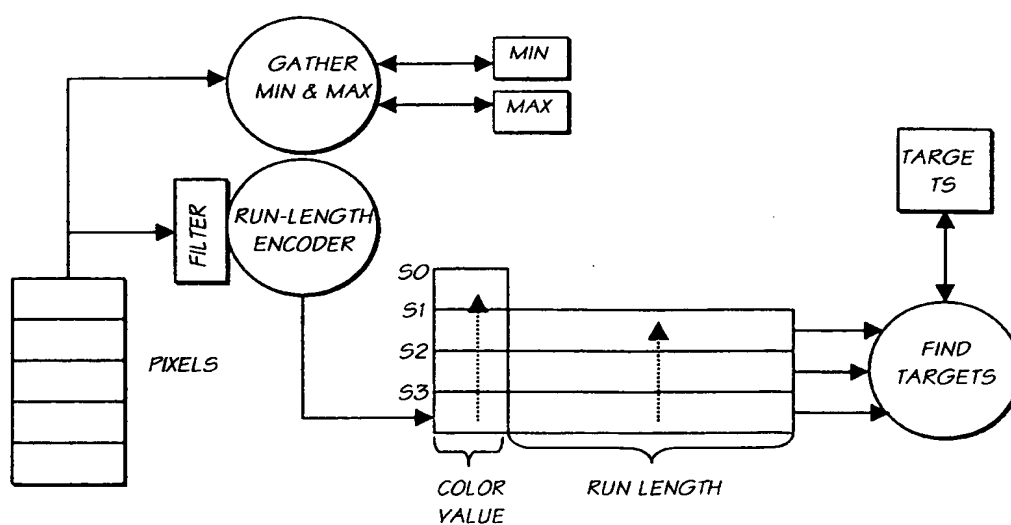 GATHER
MIN & MAX
MIN
MAX
TARGE
TS
FILTER
RUN-LENGTH
ENCODER
S0
S1
S2
S3
PIXELS
FIND
TARGETS
COLOR
VALUE
RUN LENGTH